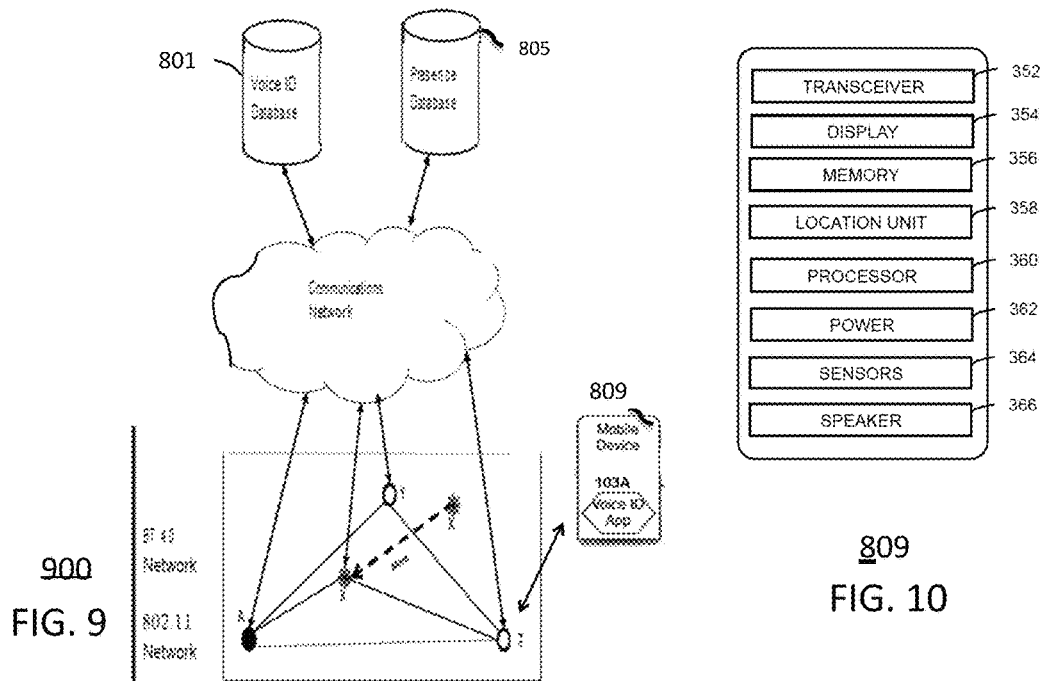 801
805
Voice ID
Database
Presence
Database
Communications
Network
809
Mobile
Device
103A
Voice ID
App
Network
802.11
Network
900
FIG. 9
TRANSCEIVER
352
DISPLAY
354
MEMORY
356
LOCATION UNIT
358
PROCESSOR
360
POWER
362
SENSORS
364
SPEAKER
366
809
FIG. 10